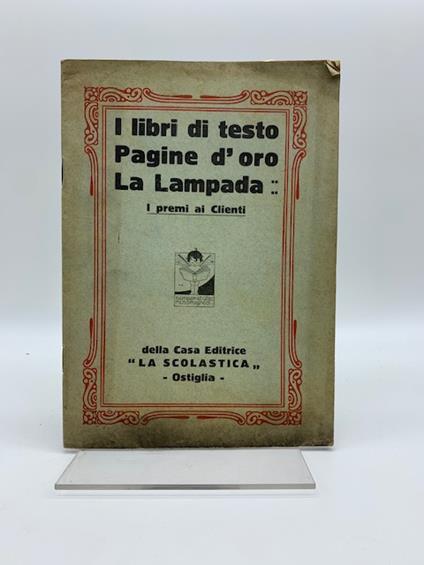 I libri di testo
Pagine d'oro
La Lampada ::
I premi ai Clienti
della Casa Editrice
"LA SCOLASTICA„
- Ostiglia -